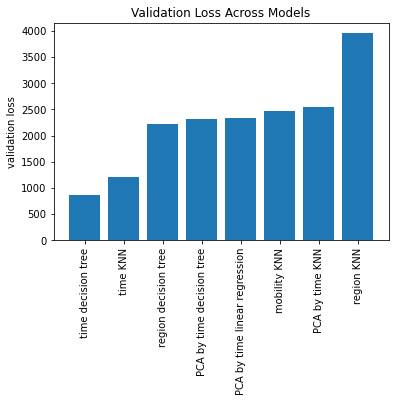 Validation Loss Across Models
4000
3500
3000
2500
2000
1500
1000
500
0
validation loss
time decision tree
time KNN
region decision tree
PCA by time decision tree
PCA by time linear regression
mobility KNN
PCA by time KNN
region KNN